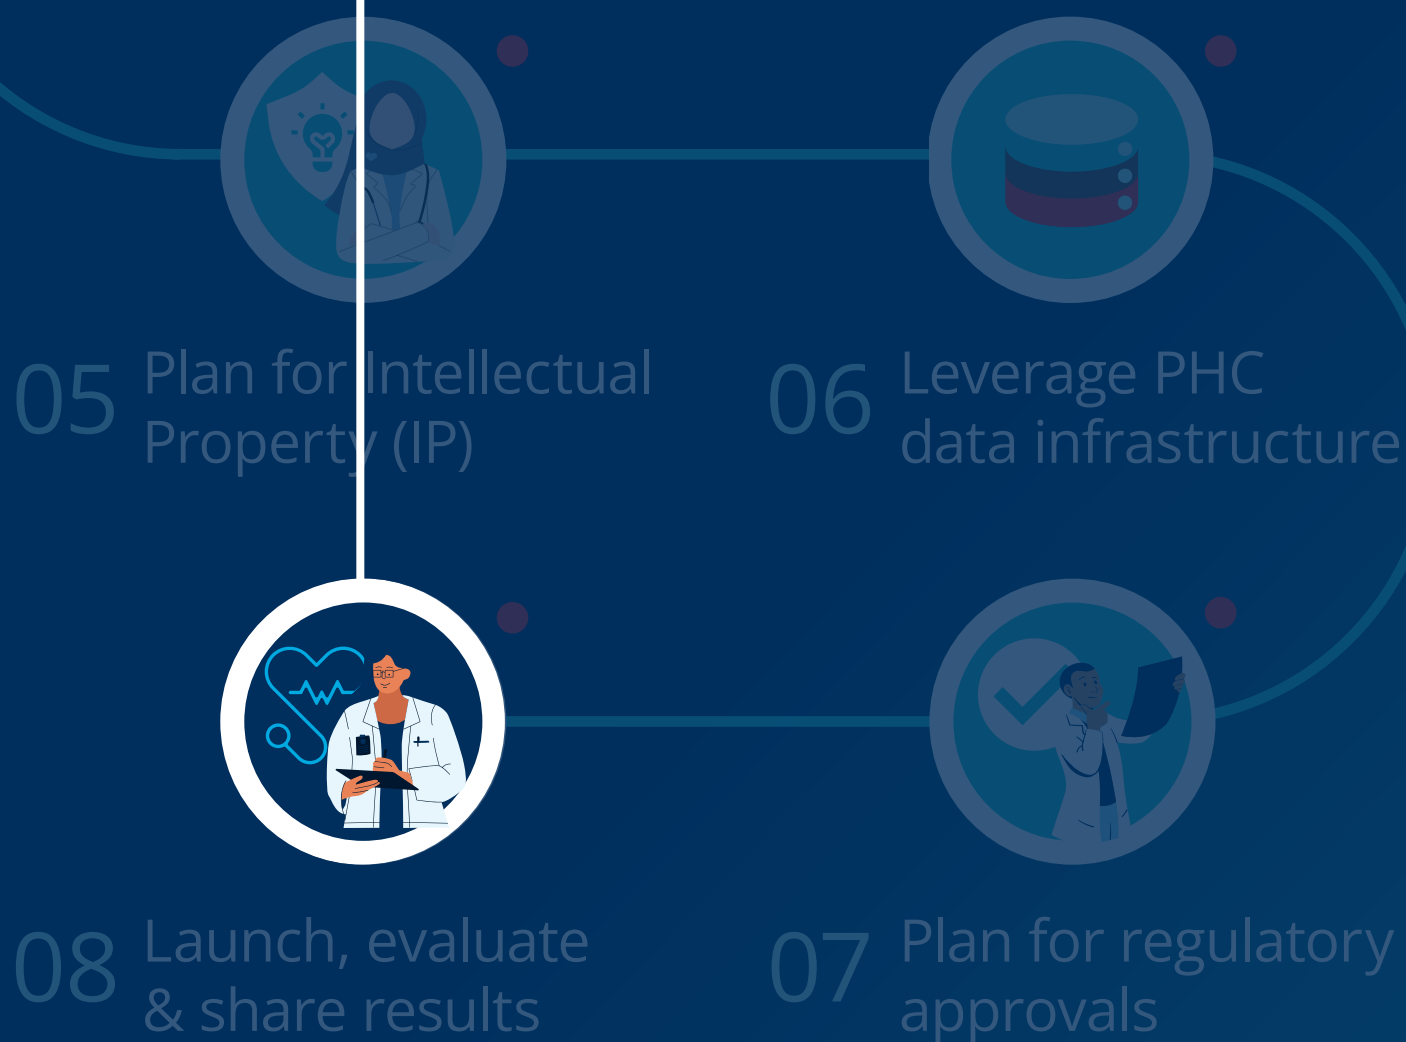 05 Plan for Intellectual
Property (IP)
06 Leverage PHC
data infrastructure
08 Launch, evaluate
& share results
07 Plan for regulatory
approvals